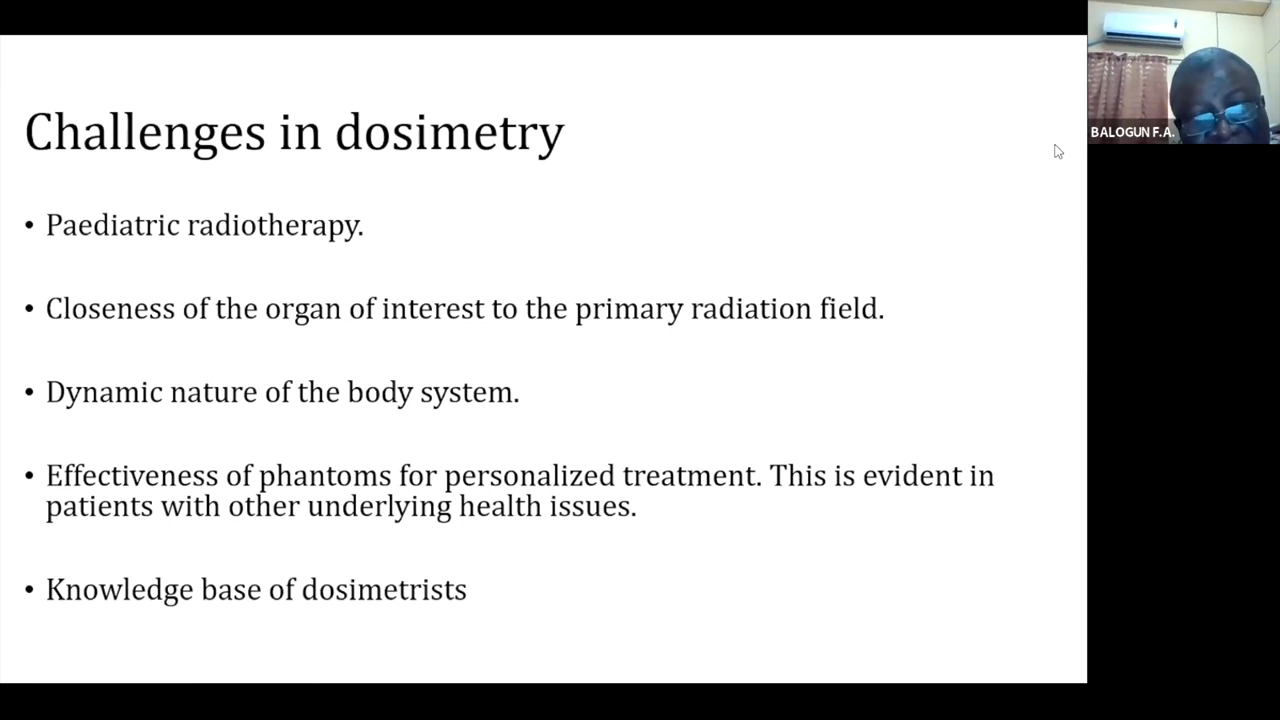 Challenges in dosimetry
• Paediatric radiotherapy.
• Closeness of the organ of interest to the primary radiation field.
• Dynamic nature of the body system.
• Effectiveness of phantoms for personalized treatment. This is evident in
patients with other underlying health issues.
• Knowledge base of dosimetrists
BALOGUN F.A.